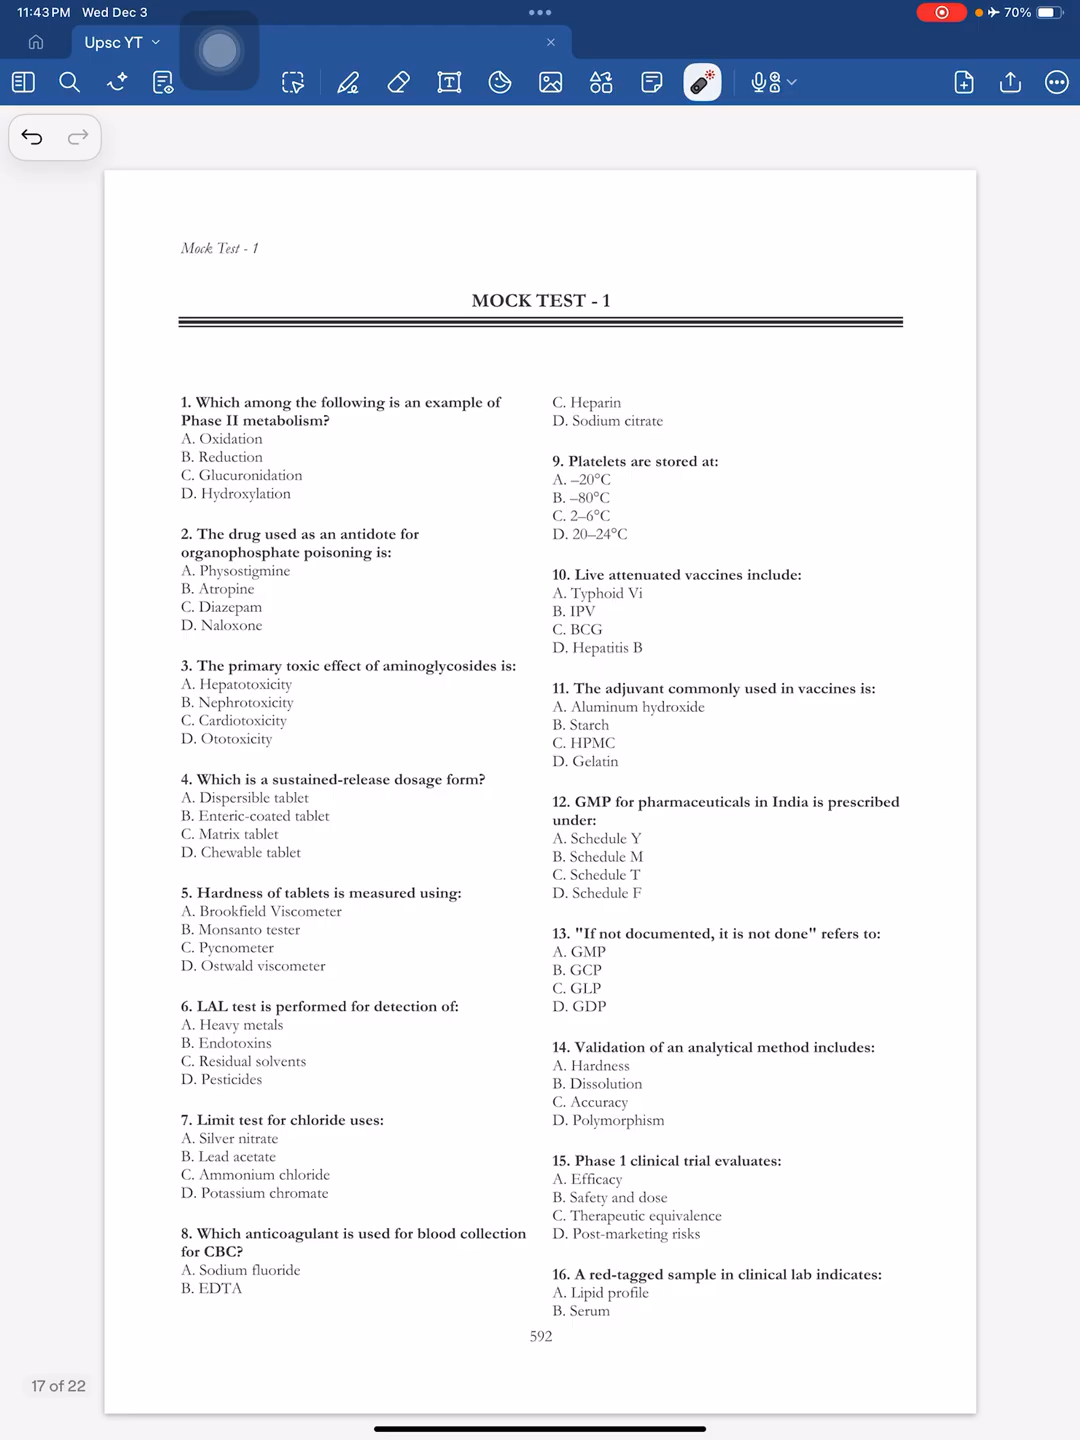 11:43 PM Wed Dec 3
70%
Upsc YT
Mock Test - 1
MOCK TEST - 1
1. Which among the following is an example of
Phase II metabolism?
A. Oxidation
B. Reduction
C. Glucuronidation
D. Hydroxylation
2. The drug used as an antidote for
organophosphate poisoning is:
A. Physostigmine
B. Atropine
C. Diazepam
D. Naloxone
3. The primary toxic effect of aminoglycosides is:
A. Hepatotoxicity
B. Nephrotoxicity
C. Cardiotoxicity
D. Ototoxicity
4. Which is a sustained-release dosage form?
A. Dispersible tablet
B. Enteric-coated tablet
C. Matrix tablet
D. Chewable tablet
5. Hardness of tablets is measured using:
A. Brookfield Viscometer
B. Monsanto tester
C. Pycnometer
D. Ostwald viscometer
6. LAL test is performed for detection of:
A. Heavy metals
B. Endotoxins
C. Residual solvents
D. Pesticides
7. Limit test for chloride uses:
A. Silver nitrate
B. Lead acetate
C. Ammonium chloride
D. Potassium chromate
8. Which anticoagulant is used for blood collection
for CBC?
A. Sodium fluoride
B. EDTA
C. Heparin
D. Sodium citrate
9. Platelets are stored at:
A. –20°C
B. –80°C
C. 2–6°C
D. 20–24°C
10. Live attenuated vaccines include:
A. Typhoid Vi
B. IPV
C. BCG
D. Hepatitis B
11. The adjuvant commonly used in vaccines is:
A. Aluminum hydroxide
B. Starch
C. HPMC
D. Gelatin
12. GMP for pharmaceuticals in India is prescribed
under:
A. Schedule Y
B. Schedule M
C. Schedule T
D. Schedule F
13. "If not documented, it is not done" refers to:
A. GMP
B. GCP
C. GLP
D. GDP
14. Validation of an analytical method includes:
A. Hardness
B. Dissolution
C. Accuracy
D. Polymorphism
15. Phase 1 clinical trial evaluates:
A. Efficacy
B. Safety and dose
C. Therapeutic equivalence
D. Post-marketing risks
16. A red-tagged sample in clinical lab indicates:
A. Lipid profile
B. Serum
592
17 of 22